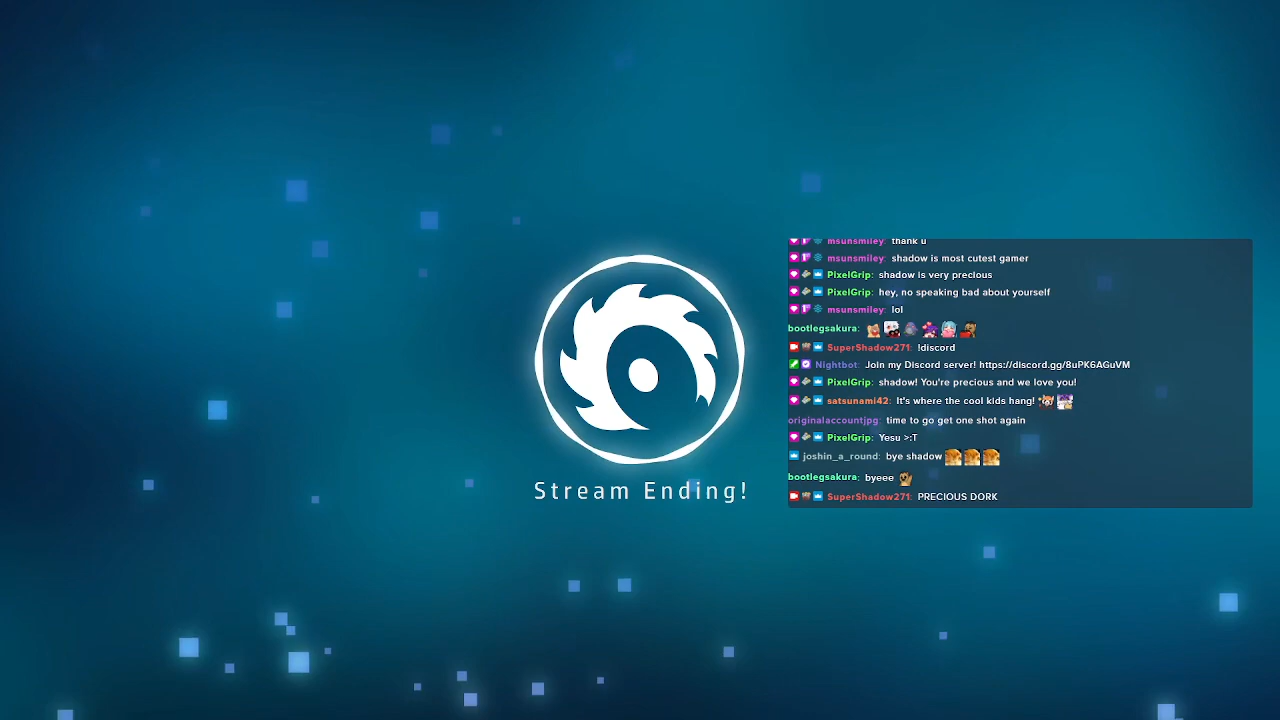 msunsmiley: thank u
msunsmiley: shadow is most cutest gamer
PixelGrip: shadow is very precious
PixelGrip: hey, no speaking bad about yourself
msunsmiley: lol
bootlegsakura:
SuperShadow271: !discord
Nightbot: Join my Discord server! https://discord.gg/8uPK6AGuVM
PixelGrip: shadow! You're precious and we love you!
satsunami42: It's where the cool kids hang!
originalaccountjpg: time to go get one shot again
PixelGrip: Yesu >:T
joshin_a_round: bye shadow
bootlegsakura: byeee
SuperShadow271: PRECIOUS DORK
Stream Ending!